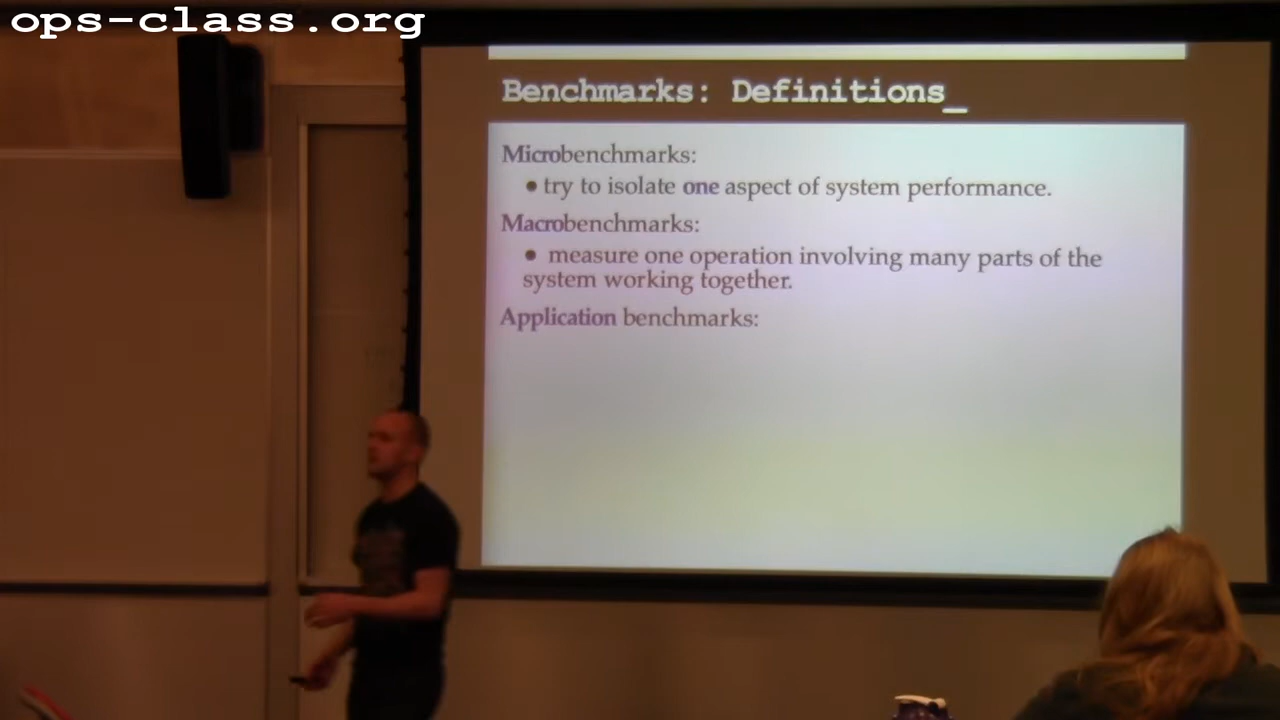 ops-class.org
Benchmarks: Definitions_
Microbenchmarks:
• try to isolate one aspect of system performance.
Macrobenchmarks:
• measure one operation involving many parts of the
system working together.
Application benchmarks: